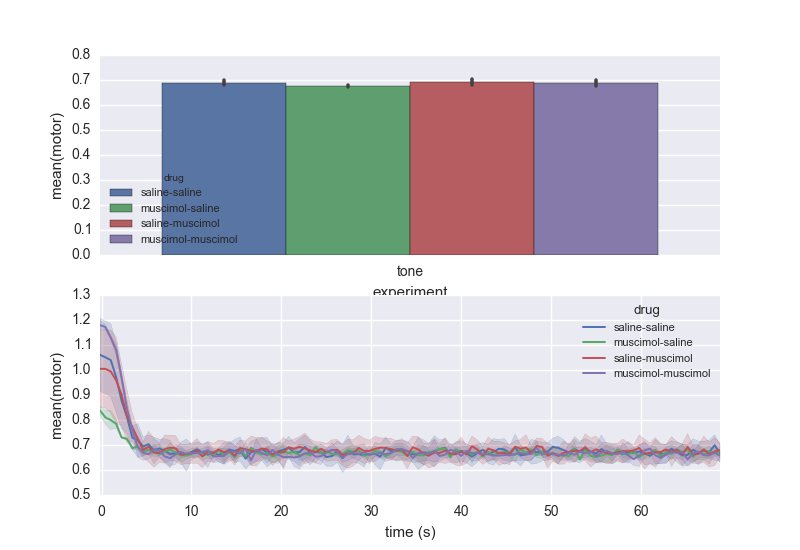 0.8
0.7
0.6
0.5
0.4
0.3
0.2
0.1
0.0
mean(motor)
drug
saline-saline
muscimol-saline
saline-muscimol
muscimol-muscimol
tone
experiment
1.3
1.2
1.1
1.0
0.9
0.8
0.7
0.6
0.5
mean(motor)
drug
saline-saline
muscimol-saline
saline-muscimol
muscimol-muscimol
0 10 20 30 40 50 60
time (s)